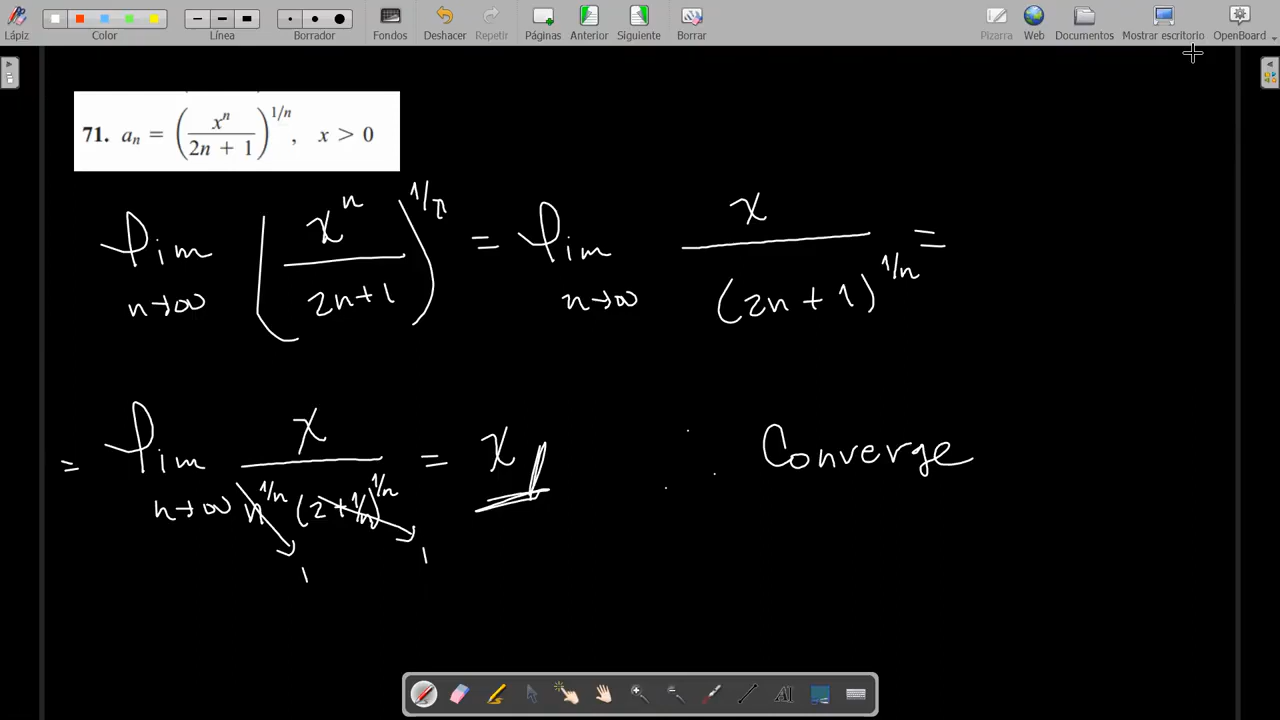 Lápiz Color Línea Borrador Fondos Deshacer Repetir Páginas Anterior Siguiente Borrar Pizarra Web Documentos Mostrar escritorio OpenBoard
71. aₙ = (xⁿ / (2n + 1))^(1/n), x > 0
lim n→∞ (xⁿ / (2n+1))^(1/n) = lim n→∞ x / (2n+1)^(1/n) =
= lim n→∞ x / (n^(1/n) (2+1/n)^(1/n)) = x ∴ Converge
1 1